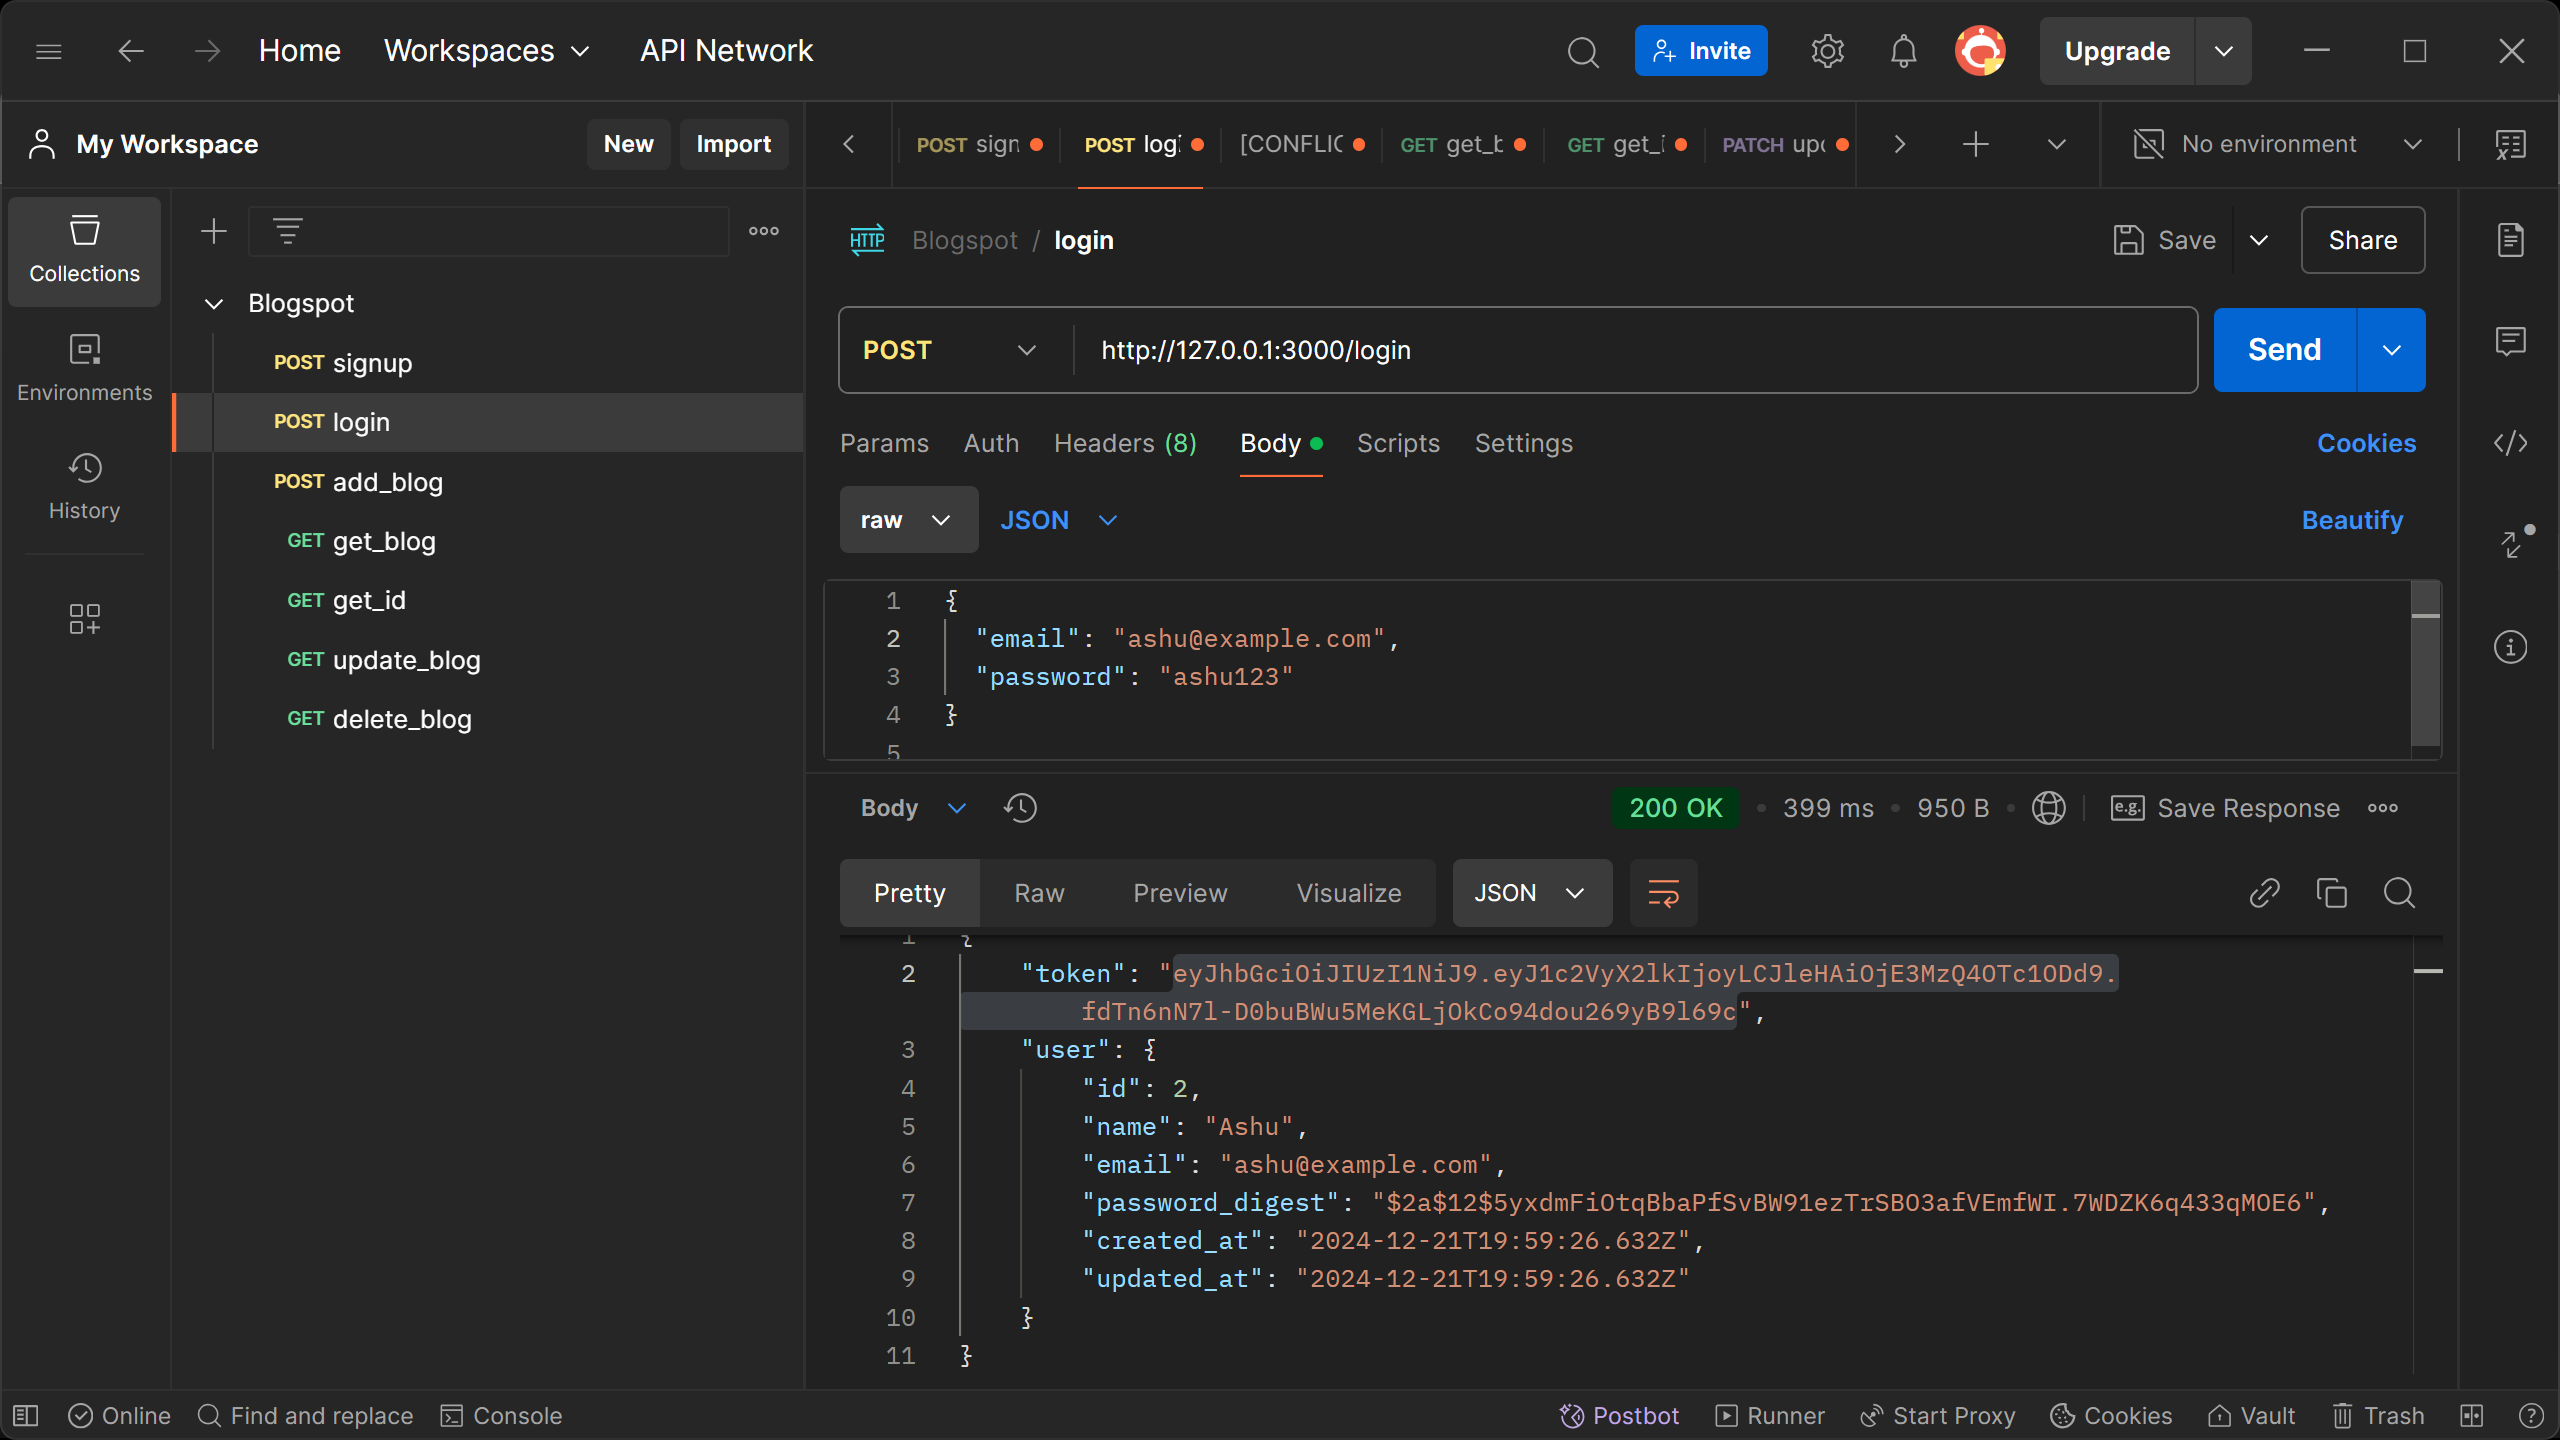 Home Workspaces API Network Invite Upgrade
My Workspace New Import
POST sign POST logi [CONFLIC GET get_b GET get_i PATCH upd No environment
Collections
Environments
History
Blogspot
POST signup
POST login
POST add_blog
GET get_blog
GET get_id
GET update_blog
GET delete_blog
HTTP Blogspot / login Save Share
POST http://127.0.0.1:3000/login Send
Params Auth Headers (8) Body Scripts Settings Cookies
raw JSON Beautify
1 {
2 "email": "ashu@example.com",
3 "password": "ashu123"
4 }
5
Body 200 OK 399 ms 950 B e.g. Save Response
Pretty Raw Preview Visualize JSON
1 {
2 "token": "eyJhbGciOiJIUzI1NiJ9.eyJ1c2VyX2lkIjoyLCJleHAiOjE3MzQ4OTc1ODd9.
fdTn6nN7l-D0buBWu5MeKGLjOkCo94dou269yB9l69c",
3 "user": {
4 "id": 2,
5 "name": "Ashu",
6 "email": "ashu@example.com",
7 "password_digest": "$2a$12$5yxdmFiOtqBbaPfSvBW91ezTrSBO3afVEmfWI.7WDZK6q433qMOE6",
8 "created_at": "2024-12-21T19:59:26.632Z",
9 "updated_at": "2024-12-21T19:59:26.632Z"
10 }
11 }
Online Find and replace Console Postbot Runner Start Proxy Cookies Vault Trash